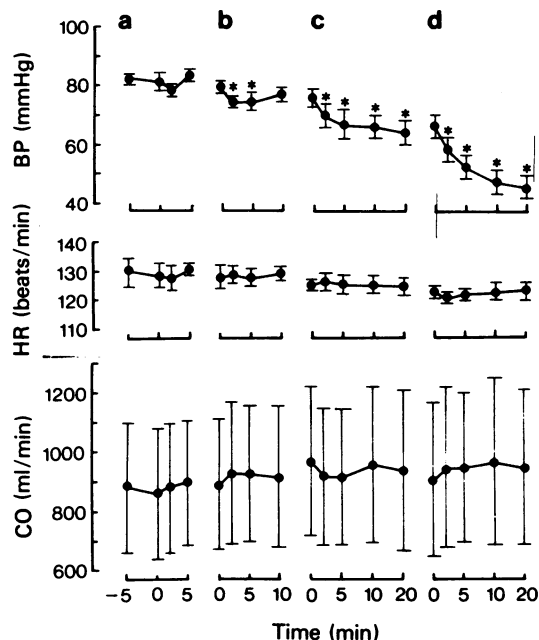 a b c d
100
80
60
40
BP (mmHg)
* * * * * * * * * *
140
130
120
110
HR (beats/min)
1200
1000
800
600
CO (ml/min)
-5 0 5 0 5 10 0 5 10 20 0 5 10 20
Time (min)